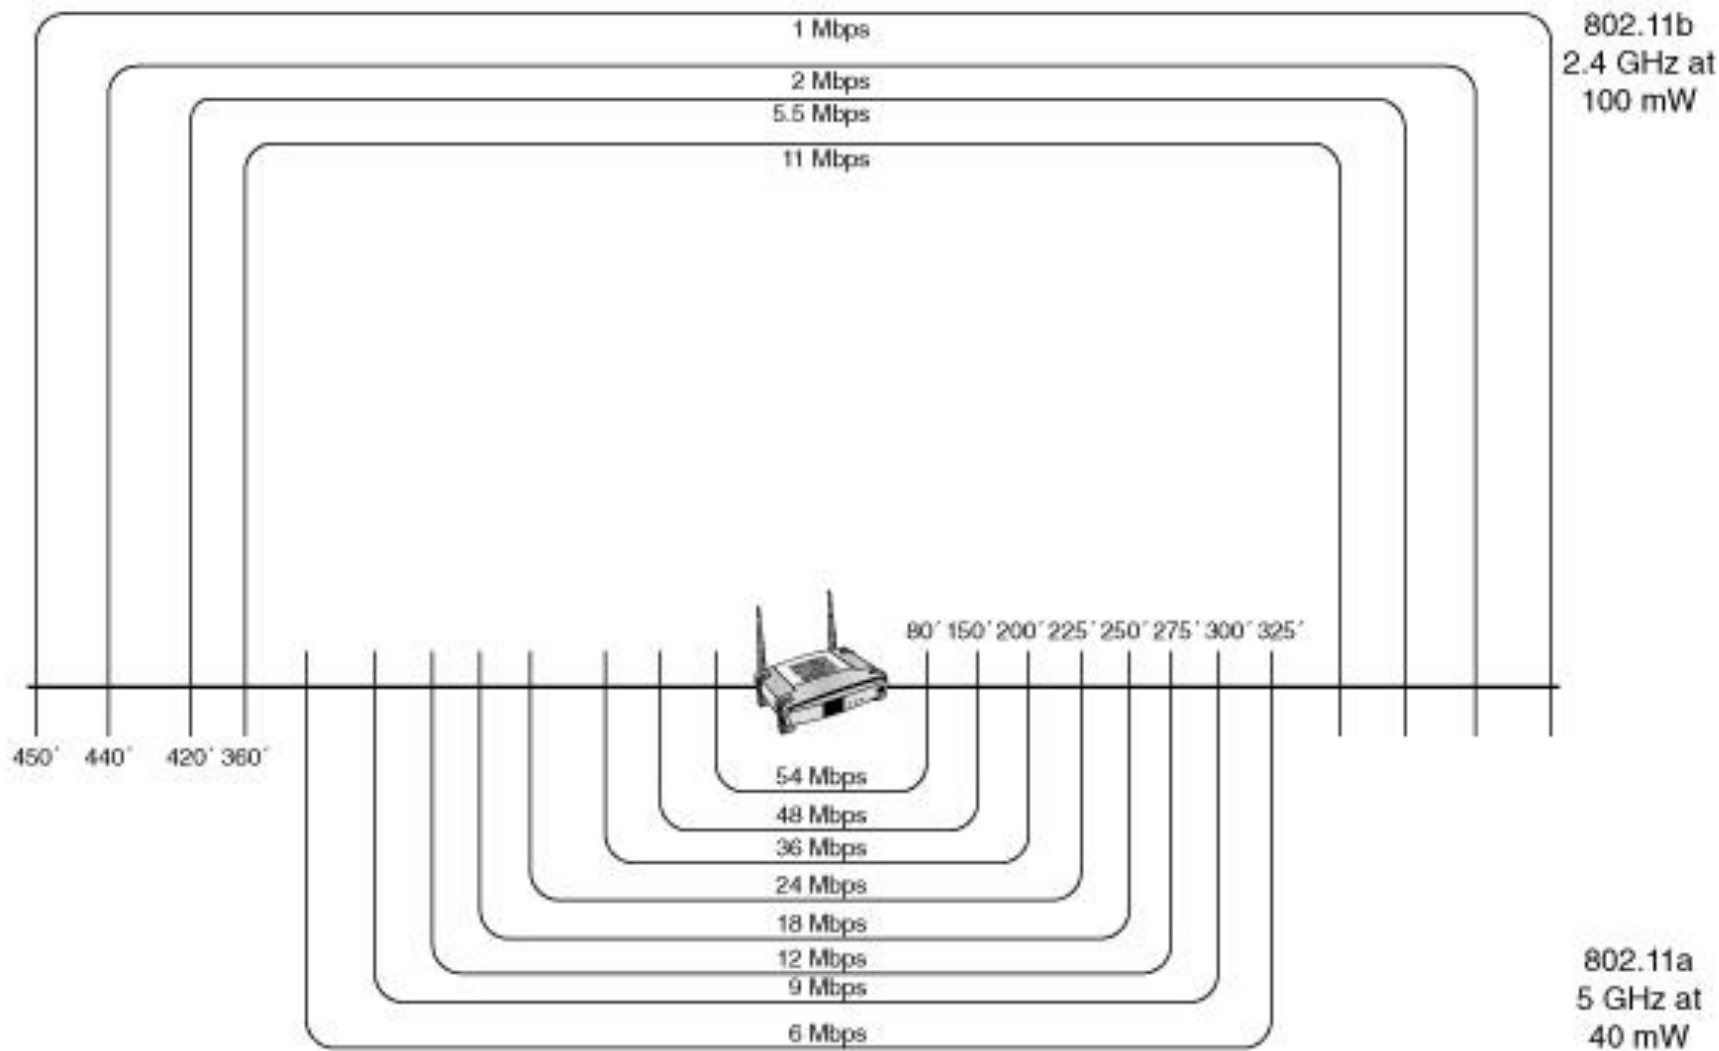 1 Mbps
802.11b
2.4 GHz at
100 mW
2 Mbps
5.5 Mbps
11 Mbps
80´ 150´ 200´ 225´ 250´ 275´ 300´ 325´
450´ 440´ 420´ 360´
54 Mbps
48 Mbps
36 Mbps
24 Mbps
18 Mbps
12 Mbps
9 Mbps
6 Mbps
802.11a
5 GHz at
40 mW